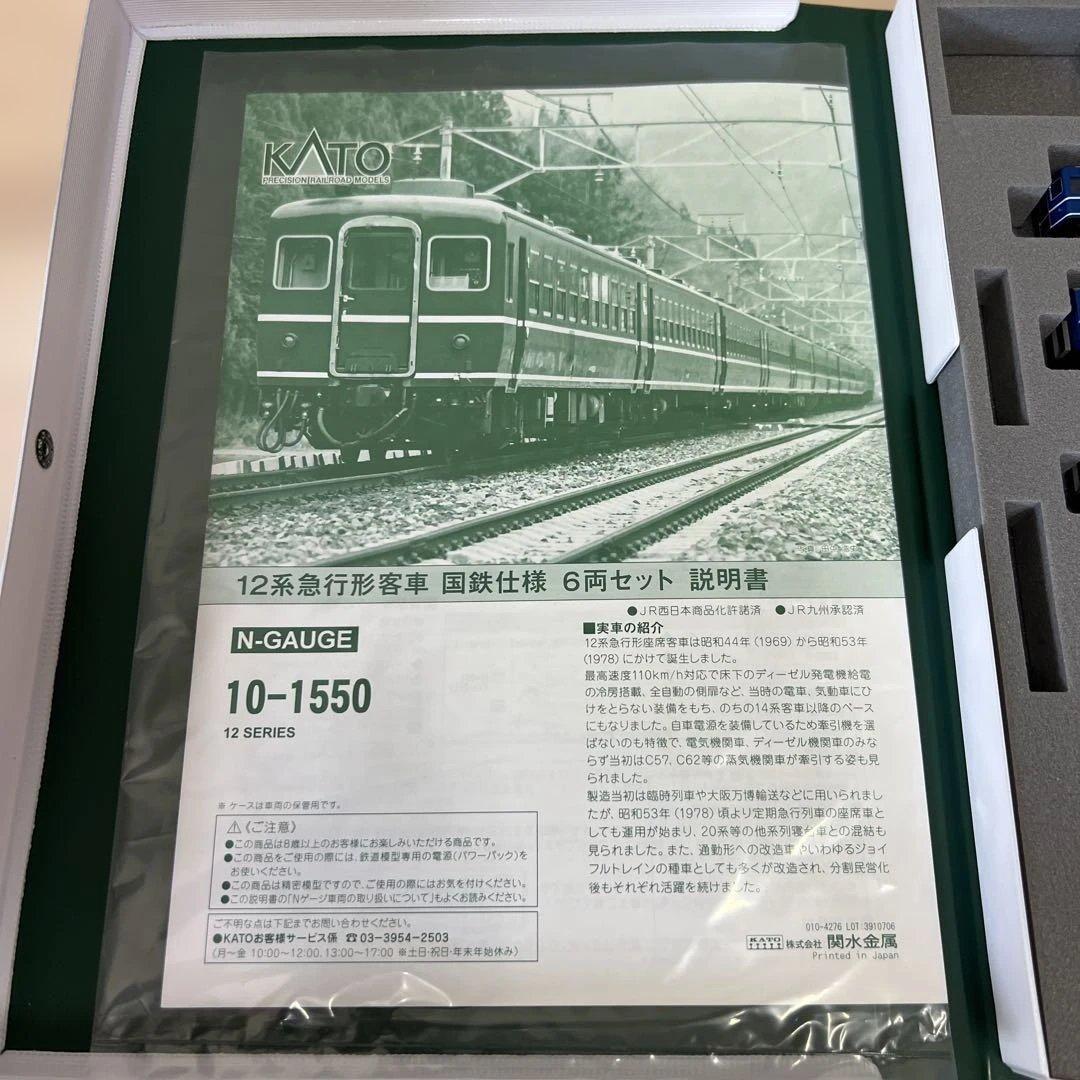 KATO
PRECISION RAILROAD MODELS
12系急行形客車 国鉄仕様 6両セット 説明書
●JR西日本商品化許諾済 ●JR九州承認済
N-GAUGE
10-1550
12 SERIES
■実車の紹介
12系急行形座席客車は昭和44年(1969)から昭和53年
(1978)にかけて誕生しました。
最高速度110km/h対応で床下のディーゼル発電機給電
の冷房搭載、全自動の側扉など、当時の電車、気動車にひ
けをとらない装備をもち、のちの14系客車以降のベース
にもなりました。自車電源を装備しているため牽引機を選
ばないのも特徴で、電気機関車、ディーゼル機関車のみな
らず当初はC57、C62等の蒸気機関車が牽引する姿も見
られました。
製造当初は臨時列車や大阪万博輸送などに用いられまし
たが、昭和53年(1978)頃より定期急行列車の座席車と
しても運用が始まり、20系等の他系列寝台車との混結も
見られました。また、通勤形への改造車やいわゆるジョイ
フルトレインの種車としても多くが改造され、分割民営化
後もそれぞれ活躍を続けました。
※ ケースは車両の保管用です。
⚠《ご注意》
●この商品は8歳以上のお客様にお楽しみいただける商品です。
●この商品をご使用の際には、鉄道模型専用の電源(パワーパック)を
お使いください。
●この商品は精密模型ですので、ご使用の際にはお気を付けください。
●この説明書の「Nゲージ車両の取り扱いについて」もよくお読みください。
ご不明な点は下記までお問い合わせください。
●KATOお客様サービス係 ☎03-3954-2503
(月〜金 10:00〜12:00、13:00〜17:00 ※土日・祝日・年末年始休み)
010-4276 LOT:3910706
KATO 株式会社 関水金属
Printed in Japan